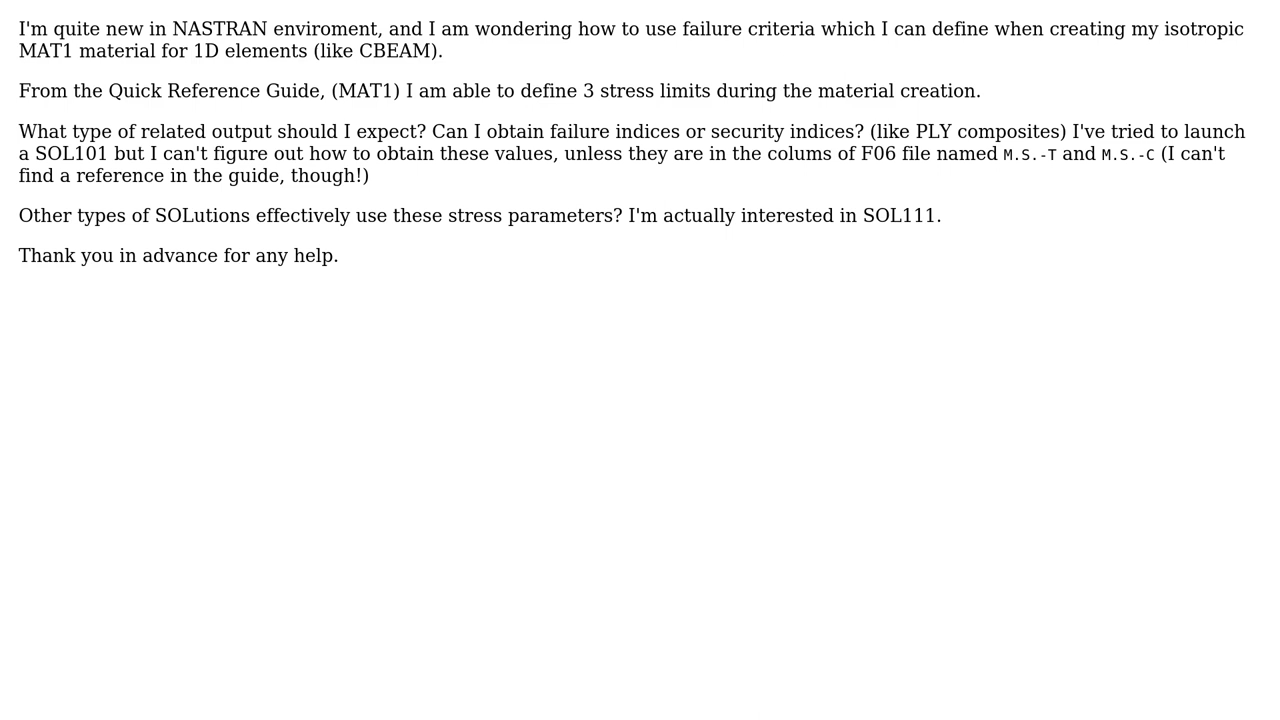 I'm quite new in NASTRAN enviroment, and I am wondering how to use failure criteria which I can define when creating my isotropic
MAT1 material for 1D elements (like CBEAM).
From the Quick Reference Guide, (MAT1) I am able to define 3 stress limits during the material creation.
What type of related output should I expect? Can I obtain failure indices or security indices? (like PLY composites) I've tried to launch
a SOL101 but I can't figure out how to obtain these values, unless they are in the colums of F06 file named M.S.-T and M.S.-C (I can't
find a reference in the guide, though!)
Other types of SOLutions effectively use these stress parameters? I'm actually interested in SOL111.
Thank you in advance for any help.